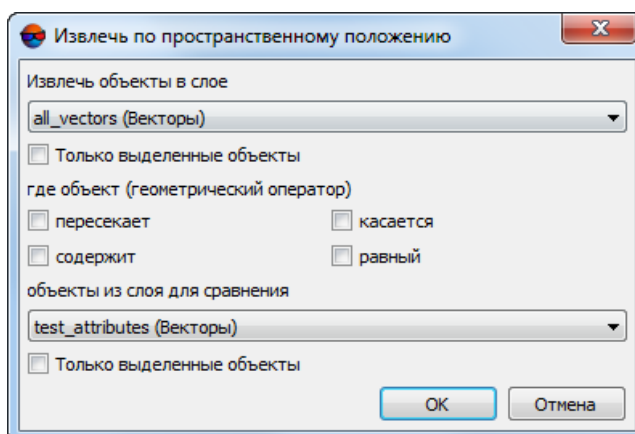 Извлечь по пространственному положению
Извлечь объекты в слое
all_vectors (Векторы)
Только выделенные объекты
где объект (геометрический оператор)
пересекает касается
содержит равный
объекты из слоя для сравнения
test_attributes (Векторы)
Только выделенные объекты
OK Отмена